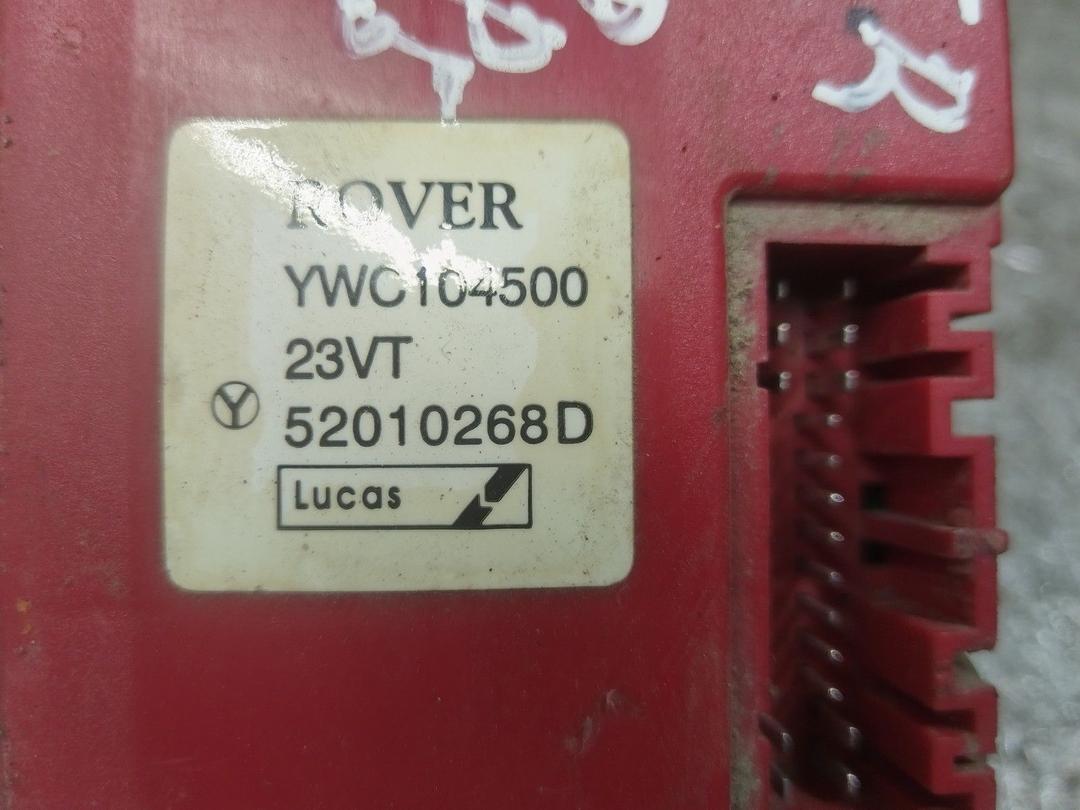 R
ROVER
YWC104500
23VT
Y
52010268D
Lucas